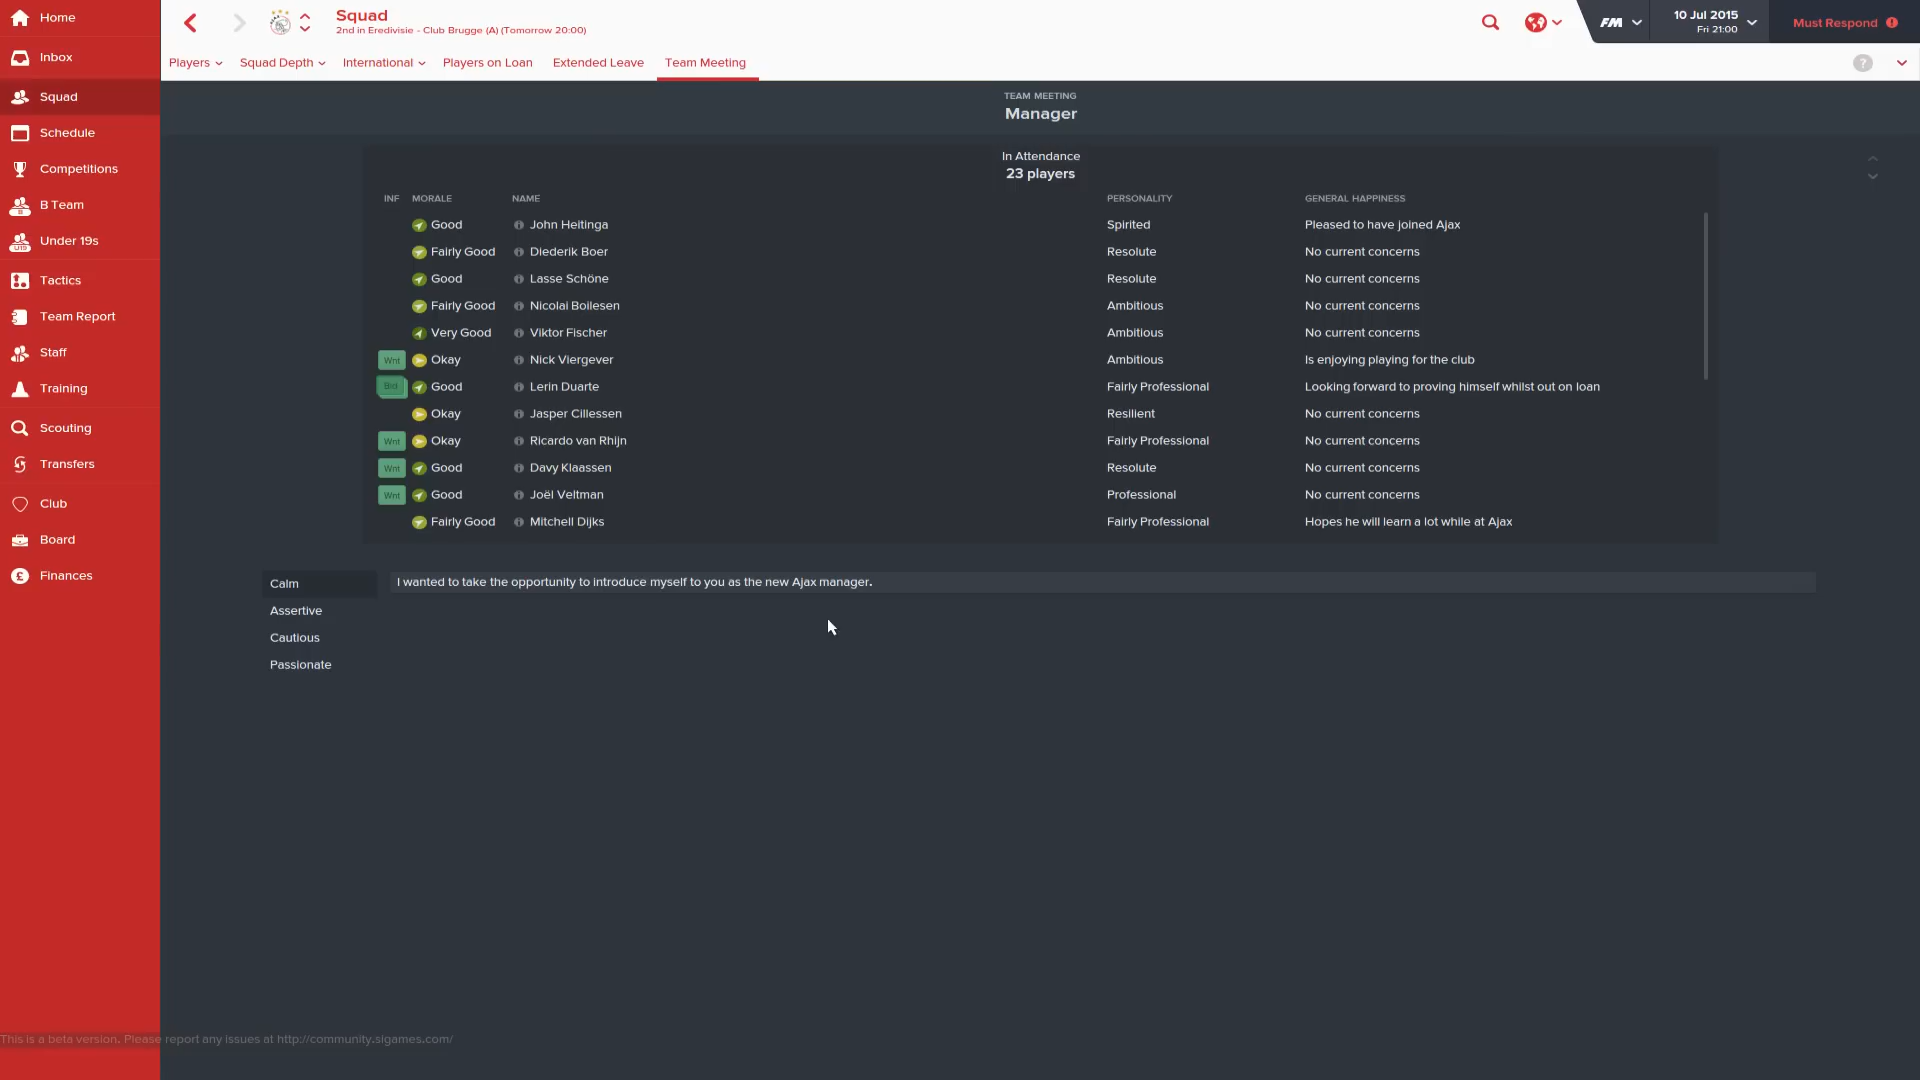 Home
Inbox
Squad
Schedule
Competitions
B Team
Under 19s
Tactics
Team Report
Staff
Training
Scouting
Transfers
Club
Board
Finances
Squad
2nd in Eredivisie - Club Brugge (A) (Tomorrow 20:00)
FM
10 Jul 2015
Fri 21:00
Must Respond
Players Squad Depth International Players on Loan Extended Leave Team Meeting
TEAM MEETING
Manager
In Attendance
23 players
INF MORALE NAME PERSONALITY GENERAL HAPPINESS
Good John Heitinga Spirited Pleased to have joined Ajax
Fairly Good Diederik Boer Resolute No current concerns
Good Lasse Schöne Resolute No current concerns
Fairly Good Nicolai Boilesen Ambitious No current concerns
Very Good Viktor Fischer Ambitious No current concerns
Wnt Okay Nick Viergever Ambitious Is enjoying playing for the club
Bid Good Lerin Duarte Fairly Professional Looking forward to proving himself whilst out on loan
Okay Jasper Cillessen Resilient No current concerns
Wnt Okay Ricardo van Rhijn Fairly Professional No current concerns
Wnt Good Davy Klaassen Resolute No current concerns
Wnt Good Joël Veltman Professional No current concerns
Fairly Good Mitchell Dijks Fairly Professional Hopes he will learn a lot while at Ajax
Calm
I wanted to take the opportunity to introduce myself to you as the new Ajax manager.
Assertive
Cautious
Passionate
This is a beta version. Please report any issues at http://community.sigames.com/